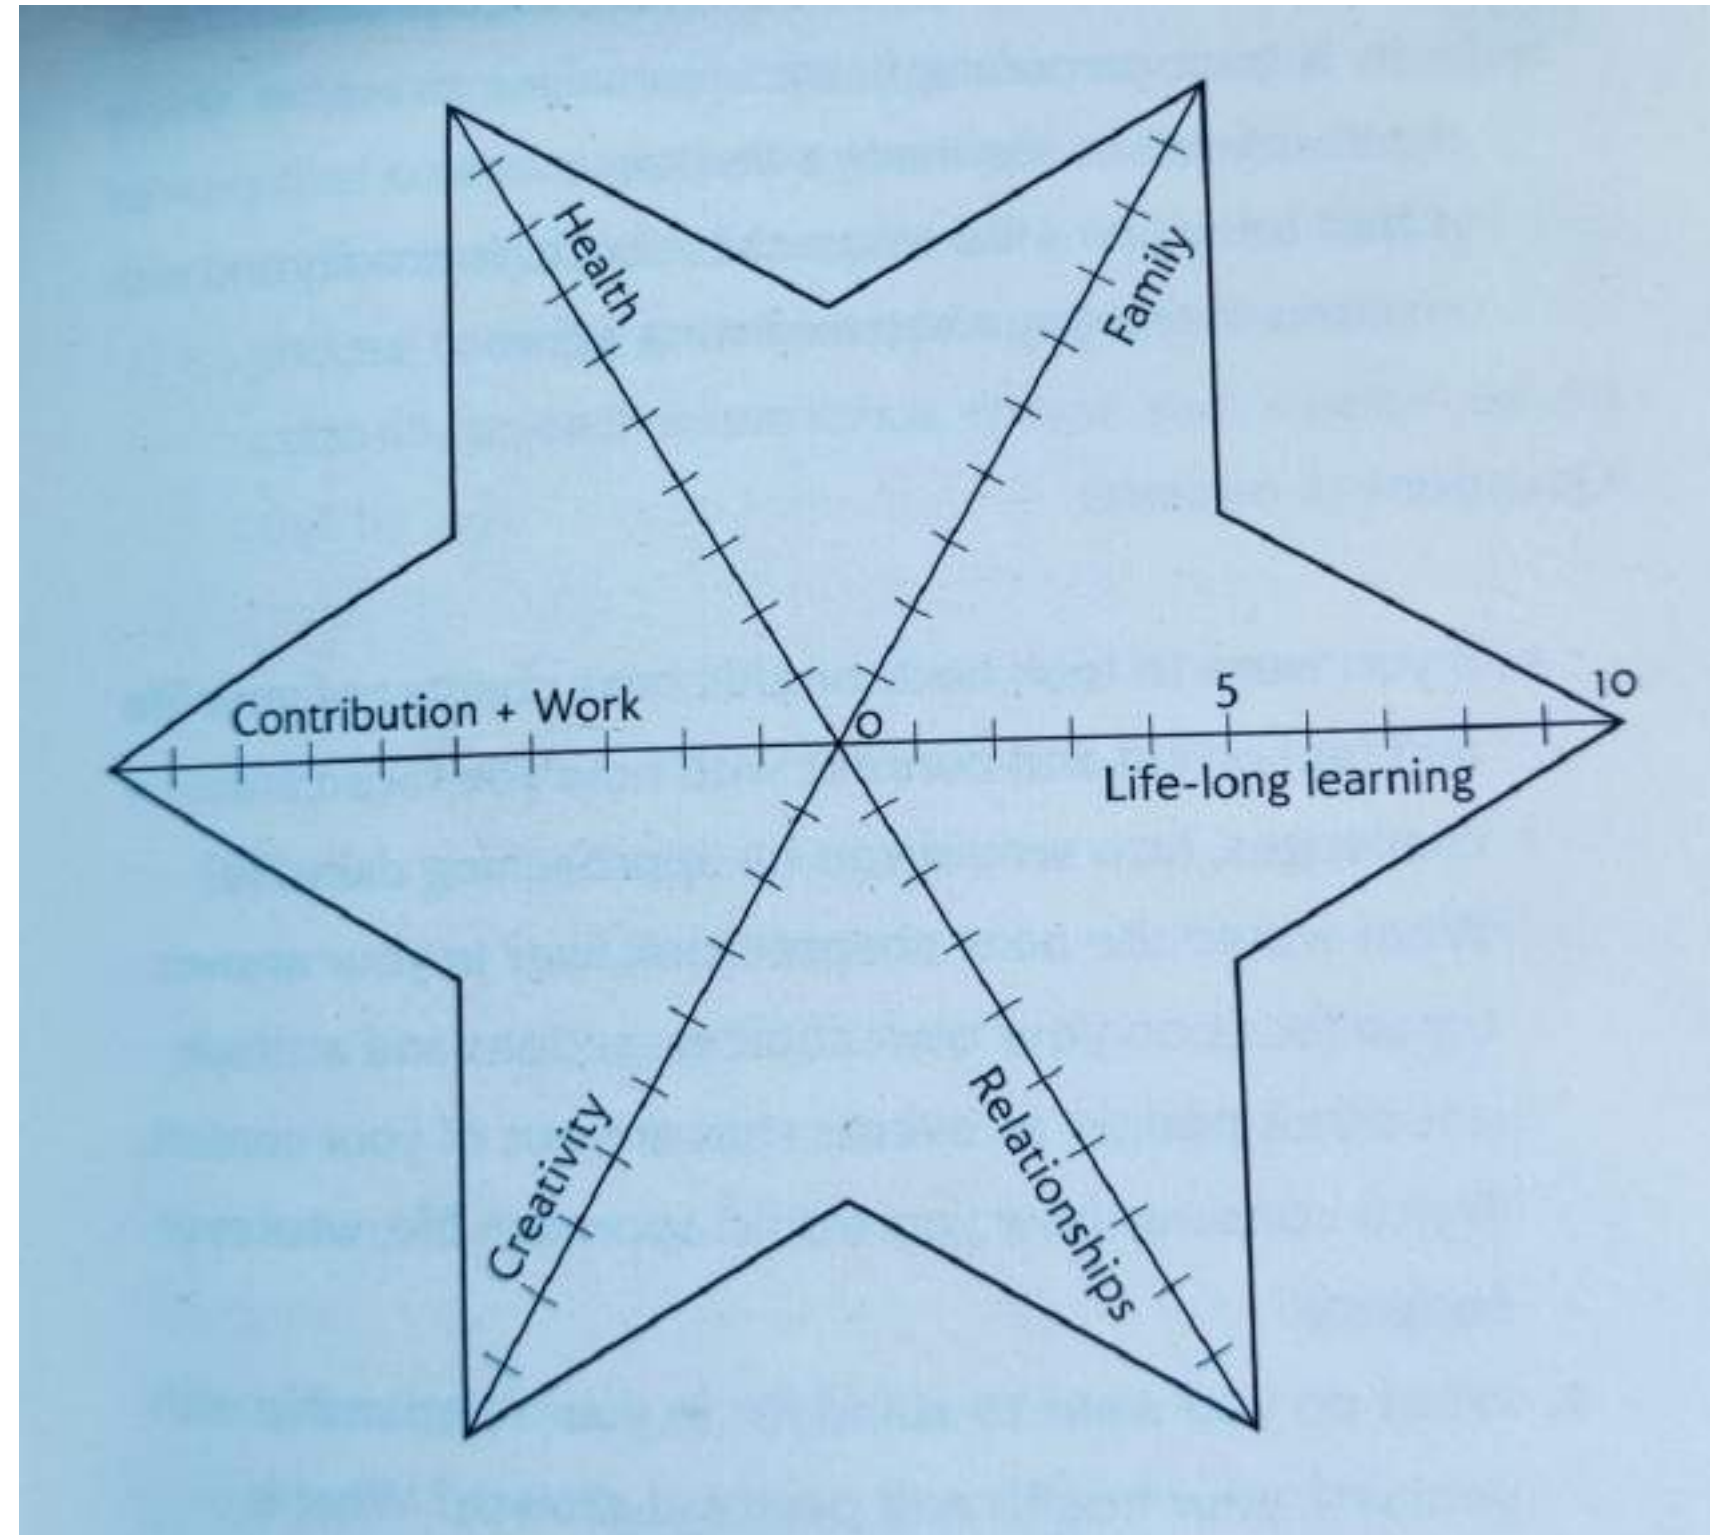 Health
Family
Contribution + Work
0
5
10
Life-long learning
Creativity
Relationships